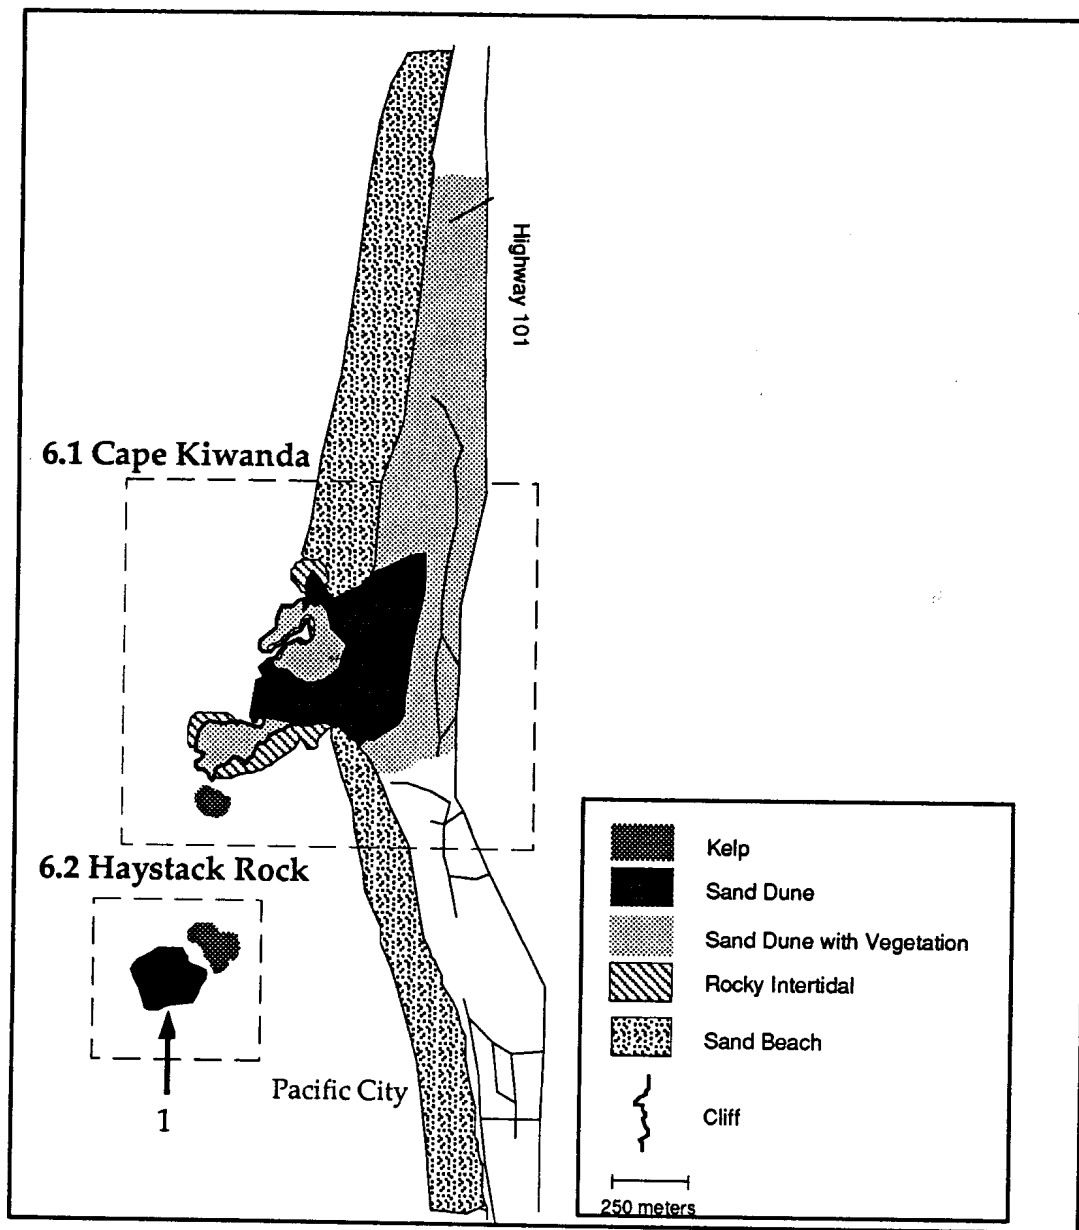 Highway 101
6.1 Cape Kiwanda
6.2 Haystack Rock
1
Pacific City
Kelp
Sand Dune
Sand Dune with Vegetation
Rocky Intertidal
Sand Beach
Cliff
250 meters